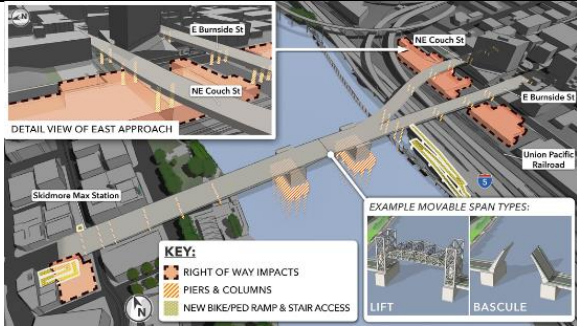 N
E Burnside St
NE Couch St
DETAIL VIEW OF EAST APPROACH
NE Couch St
E Burnside St
Union Pacific
Railroad
5
Skidmore Max Station
EXAMPLE MOVABLE SPAN TYPES:
LIFT
BASCULE
KEY:
RIGHT OF WAY IMPACTS
PIERS & COLUMNS
NEW BIKE/PED RAMP & STAIR ACCESS
N